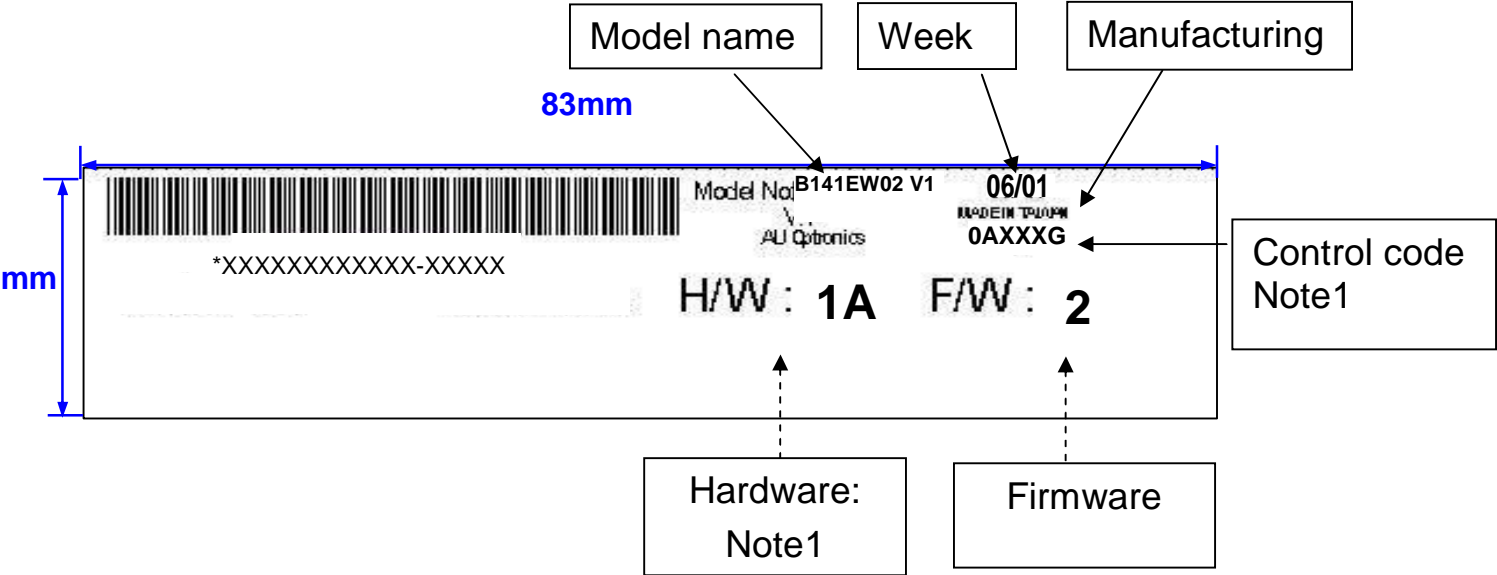 Model name
Week
Manufacturing
83mm
Model No
B141EW02 V1
06/01
MADE IN TAIWAN
AU Optronics
0AXXXG
*XXXXXXXXXXXX-XXXXX
mm
Control code
Note1
H/W : 1A
F/W : 2
Hardware:
Note1
Firmware